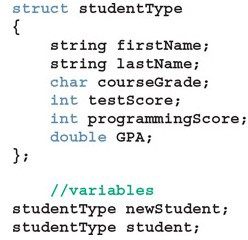 struct studentType
{
    string firstName;
    string lastName;
    char courseGrade;
    int testScore;
    int programmingScore;
    double GPA;
};

    //variables
studentType newStudent;
studentType student;